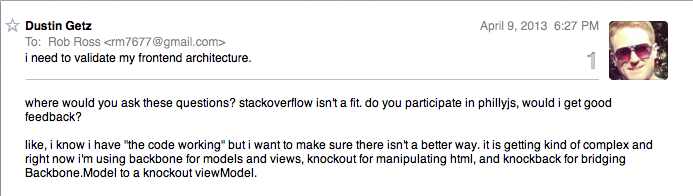 Dustin Getz April 9, 2013 6:27 PM
To: Rob Ross <rm7677@gmail.com>
i need to validate my frontend architecture. 1
where would you ask these questions? stackoverflow isn't a fit. do you participate in phillyjs, would i get good
feedback?
like, i know i have "the code working" but i want to make sure there isn't a better way. it is getting kind of complex and
right now i'm using backbone for models and views, knockout for manipulating html, and knockback for bridging
Backbone.Model to a knockout viewModel.